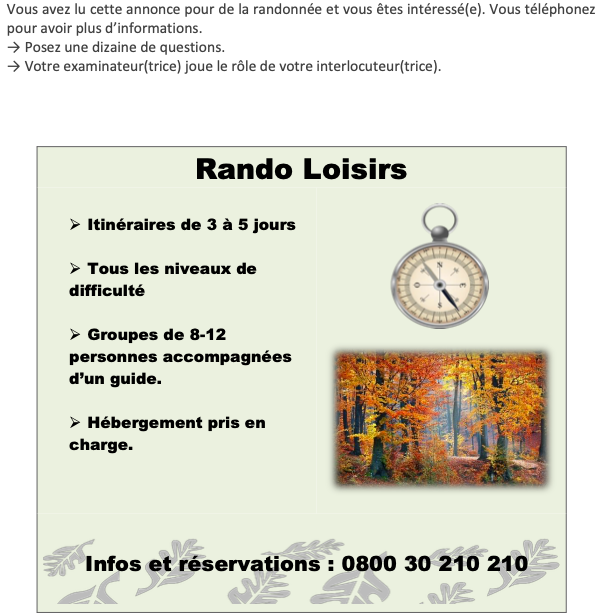 Vous avez lu cette annonce pour de la randonnée et vous êtes intéressé(e). Vous téléphonez
pour avoir plus d’informations.
→ Posez une dizaine de questions.
→ Votre examinateur(trice) joue le rôle de votre interlocuteur(trice).
Rando Loisirs
➢ Itinéraires de 3 à 5 jours
➢ Tous les niveaux de
difficulté
➢ Groupes de 8-12
personnes accompagnées
d’un guide.
➢ Hébergement pris en
charge.
Infos et réservations : 0800 30 210 210